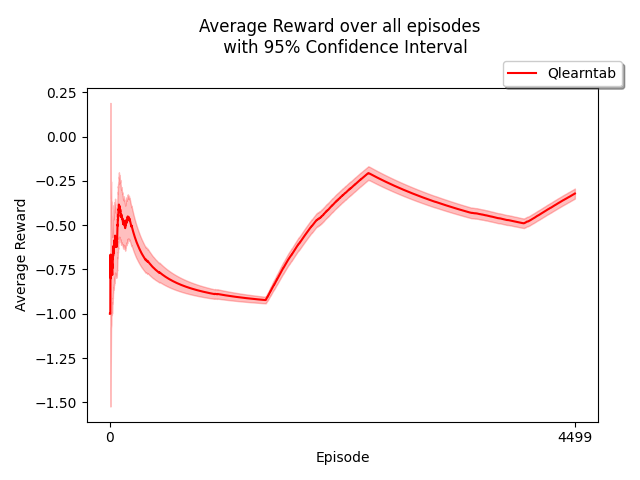 Average Reward over all episodes
with 95% Confidence Interval
Qlearntab
0.25
0.00
−0.25
−0.50
−0.75
−1.00
−1.25
−1.50
Average Reward
0
4499
Episode